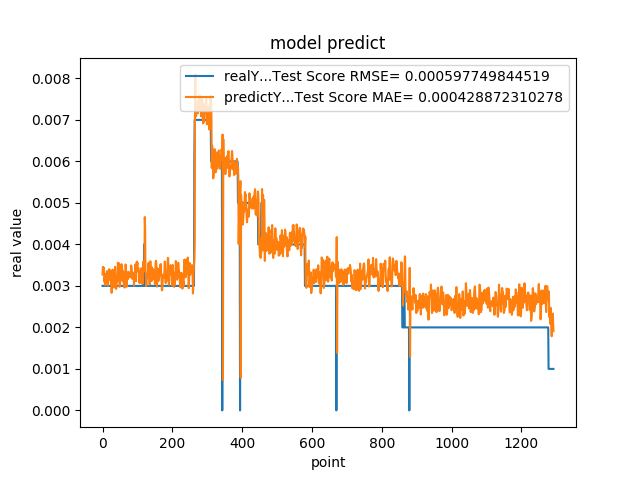 model predict
realY...Test Score RMSE= 0.000597749844519
predictY...Test Score MAE= 0.000428872310278
0.008
0.007
0.006
0.005
0.004
0.003
0.002
0.001
0.000
real value
0 200 400 600 800 1000 1200
point